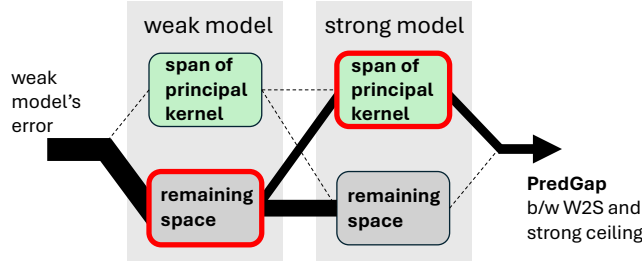 weak model
strong model
weak
model's
error
span of
principal
kernel
span of
principal
kernel
remaining
space
remaining
space
PredGap
b/w W2S and
strong ceiling